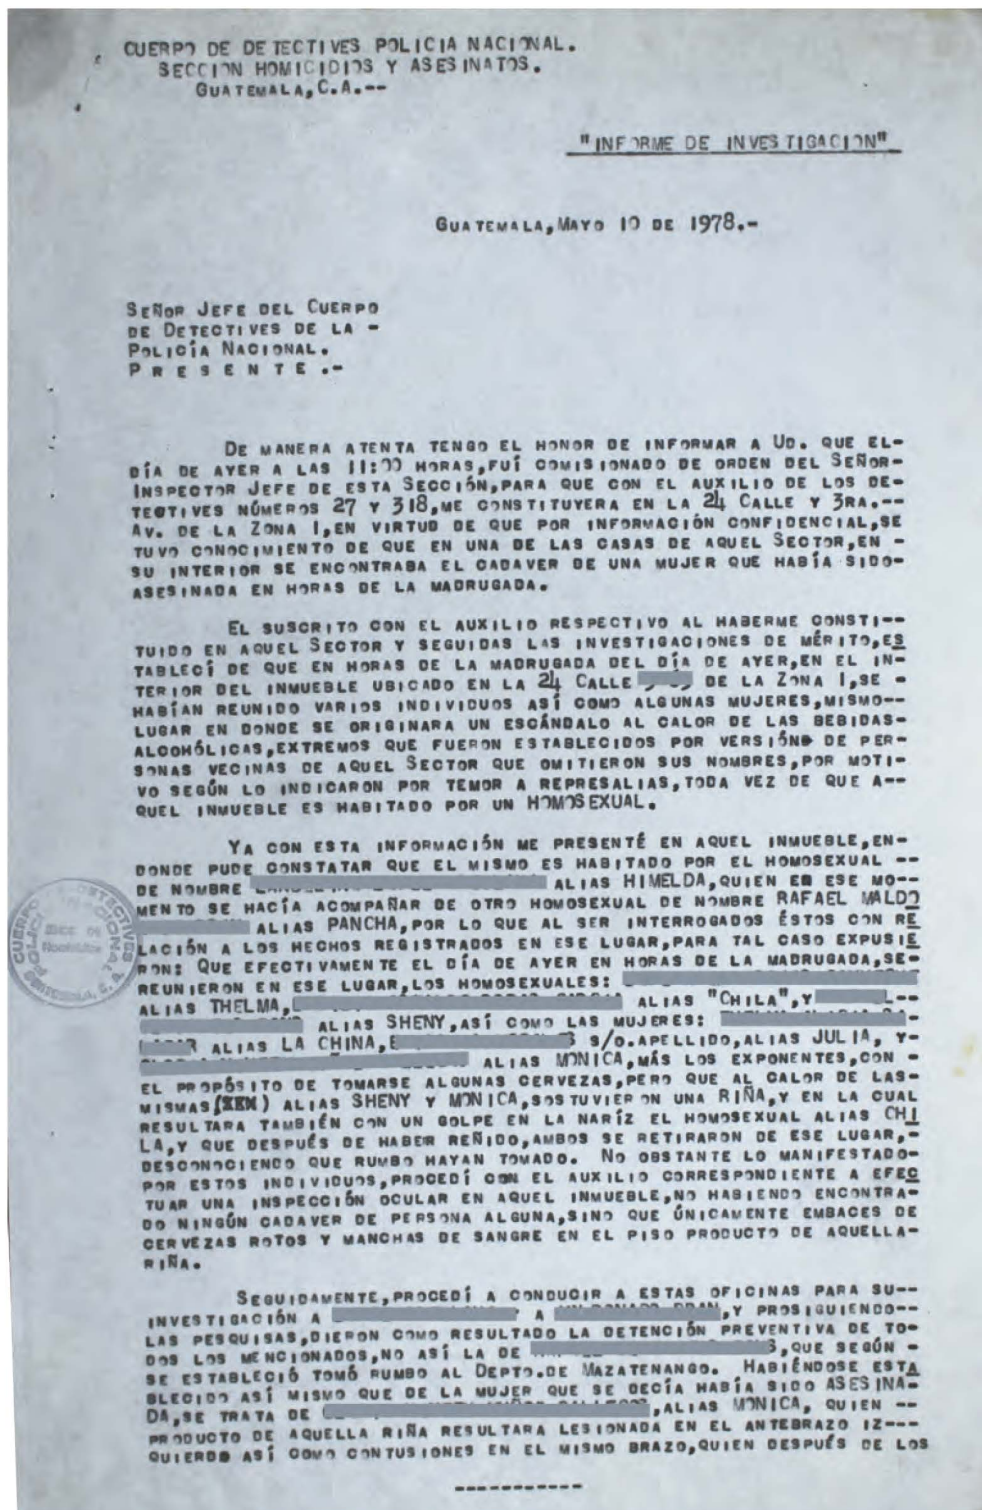 CUERPO DE DETECTIVES POLICIA NACIONAL.
SECCION HOMICIDIOS Y ASESINATOS.
GUATEMALA,C.A.--
"INFORME DE INVESTIGACION"
GUATEMALA,MAYO 10 DE 1978.-
SEÑOR JEFE DEL CUERPO
DE DETECTIVES DE LA -
POLICÍA NACIONAL.
P R E S E N T E .-
DE MANERA ATENTA TENGO EL HONOR DE INFORMAR A UD. QUE EL-
DÍA DE AYER A LAS 11:00 HORAS,FUÍ COMISIONADO DE ORDEN DEL SEÑOR-
INSPECTOR JEFE DE ESTA SECCIÓN,PARA QUE CON EL AUXILIO DE LOS DE-
TECTIVES NÚMEROS 27 Y 318,ME CONSTITUYERA EN LA 24 CALLE Y 3RA.--
AV. DE LA ZONA I,EN VIRTUD DE QUE POR INFORMACIÓN CONFIDENCIAL,SE
TUVO CONOCIMIENTO DE QUE EN UNA DE LAS CASAS DE AQUEL SECTOR,EN -
SU INTERIOR SE ENCONTRABA EL CADAVER DE UNA MUJER QUE HABÍA SIDO-
ASESINADA EN HORAS DE LA MADRUGADA.
EL SUSCRITO CON EL AUXILIO RESPECTIVO AL HABERME CONSTI--
TUIDO EN AQUEL SECTOR Y SEGUIDAS LAS INVESTIGACIONES DE MÉRITO,ES
TABLECÍ DE QUE EN HORAS DE LA MADRUGADA DEL DÍA DE AYER,EN EL IN-
TERIOR DEL INMUEBLE UBICADO EN LA 24 CALLE DE LA ZONA I,SE -
HABÍAN REUNIDO VARIOS INDIVIDUOS ASÍ COMO ALGUNAS MUJERES,MISMO--
LUGAR EN DONDE SE ORIGINARA UN ESCÁNDALO AL CALOR DE LAS BEBIDAS-
ALCOHÓLICAS,EXTREMOS QUE FUERON ESTABLECIDOS POR VERSIÓN DE PER-
SONAS VECINAS DE AQUEL SECTOR QUE OMITIERON SUS NOMBRES,POR MOTI-
VO SEGÚN LO INDICARON POR TEMOR A REPRESALIAS,TODA VEZ DE QUE A--
QUEL INMUEBLE ES HABITADO POR UN HOMOSEXUAL.
YA CON ESTA INFORMACIÓN ME PRESENTÉ EN AQUEL INMUEBLE,EN-
DONDE PUDE CONSTATAR QUE EL MISMO ES HABITADO POR EL HOMOSEXUAL --
DE NOMBRE ALIAS HIMELDA,QUIEN EN ESE MO-
MENTO SE HACÍA ACOMPAÑAR DE OTRO HOMOSEXUAL DE NOMBRE RAFAEL MALDO
ALIAS PANCHA,POR LO QUE AL SER INTERROGADOS ÉSTOS CON RE
LACIÓN A LOS HECHOS REGISTRADOS EN ESE LUGAR,PARA TAL CASO EXPUSIE
RON: QUE EFECTIVAMENTE EL DÍA DE AYER EN HORAS DE LA MADRUGADA,SE-
REUNIERON EN ESE LUGAR,LOS HOMOSEXUALES:
ALIAS THELMA, ALIAS "CHILA",Y
ALIAS SHENY,ASÍ COMO LAS MUJERES:
ALIAS LA CHINA, S/O.APELLIDO,ALIAS JULIA, Y-
ALIAS MONICA,MÁS LOS EXPONENTES,CON -
EL PROPÓSITO DE TOMARSE ALGUNAS CERVEZAS,PERO QUE AL CALOR DE LAS-
MISMAS ALIAS SHENY Y MONICA,SOSTUVIERON UNA RIÑA,Y EN LA CUAL
RESULTARA TAMBIÉN CON UN GOLPE EN LA NARÍZ EL HOMOSEXUAL ALIAS CHI
LA,Y QUE DESPUÉS DE HABER REÑIDO,AMBOS SE RETIRARON DE ESE LUGAR,-
DESCONOCIENDO QUE RUMBO HAYAN TOMADO. NO OBSTANTE LO MANIFESTADO-
POR ESTOS INDIVIDUOS,PROCEDÍ CON EL AUXILIO CORRESPONDIENTE A EFEC
TUAR UNA INSPECCIÓN OCULAR EN AQUEL INMUEBLE,NO HABIENDO ENCONTRA-
DO NINGÚN CADAVER DE PERSONA ALGUNA,SINO QUE ÚNICAMENTE EMBACES DE
CERVEZAS ROTOS Y MANCHAS DE SANGRE EN EL PISO PRODUCTO DE AQUELLA-
RIÑA.
SEGUIDAMENTE,PROCEDÍ A CONDUCIR A ESTAS OFICINAS PARA SU--
INVESTIGACIÓN A A ,Y PROSIGUIENDO--
LAS PESQUISAS,DIERON COMO RESULTADO LA DETENCIÓN PREVENTIVA DE TO-
DOS LOS MENCIONADOS,NO ASÍ LA DE ,QUE SEGÚN -
SE ESTABLECIÓ TOMÓ RUMBO AL DEPTO.DE MAZATENANGO. HABIÉNDOSE ESTA
BLECIDO ASÍ MISMO QUE DE LA MUJER QUE SE DECÍA HABÍA SIDO ASESINA-
DA,SE TRATA DE ,ALIAS MONICA, QUIEN --
PRODUCTO DE AQUELLA RIÑA RESULTARA LESIONADA EN EL ANTEBRAZO IZ---
QUIERDO ASÍ COMO CONTUSIONES EN EL MISMO BRAZO,QUIEN DESPUÉS DE LOS
------------